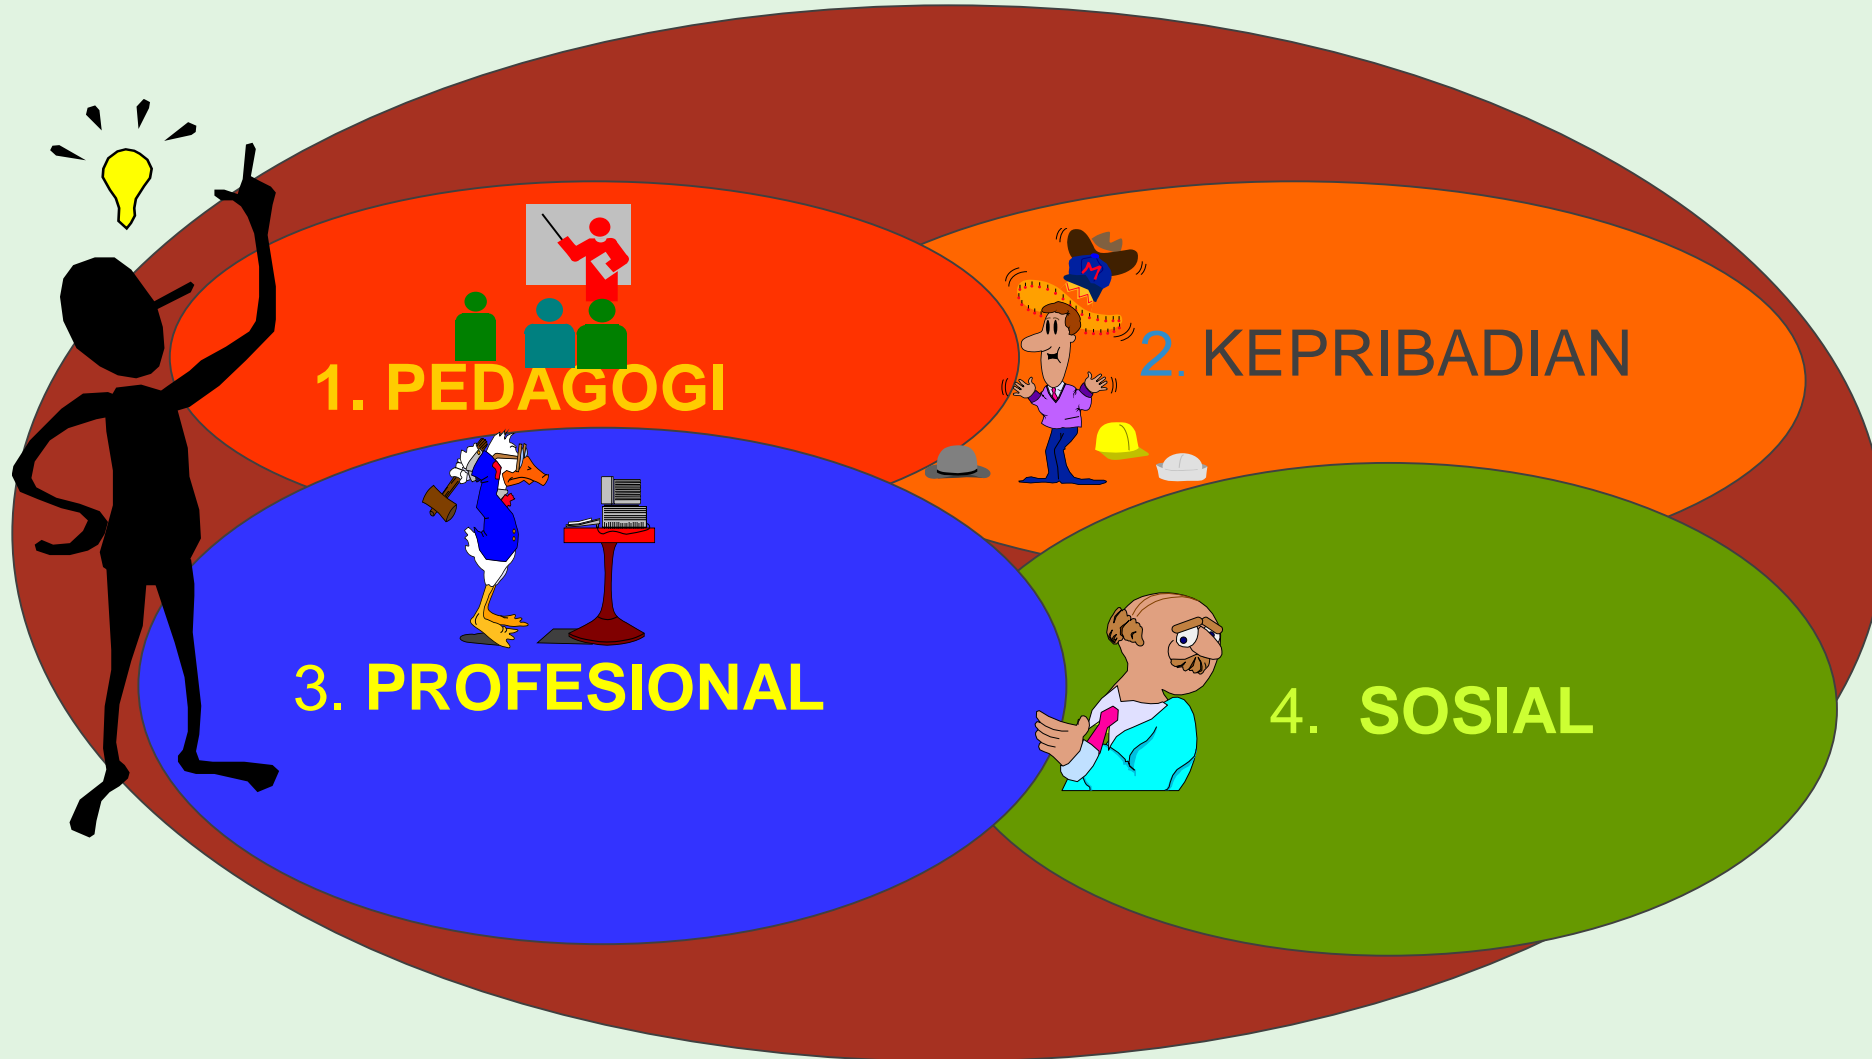 1. PEDAGOGI
2. KEPRIBADIAN
3. PROFESIONAL
4. SOSIAL
M